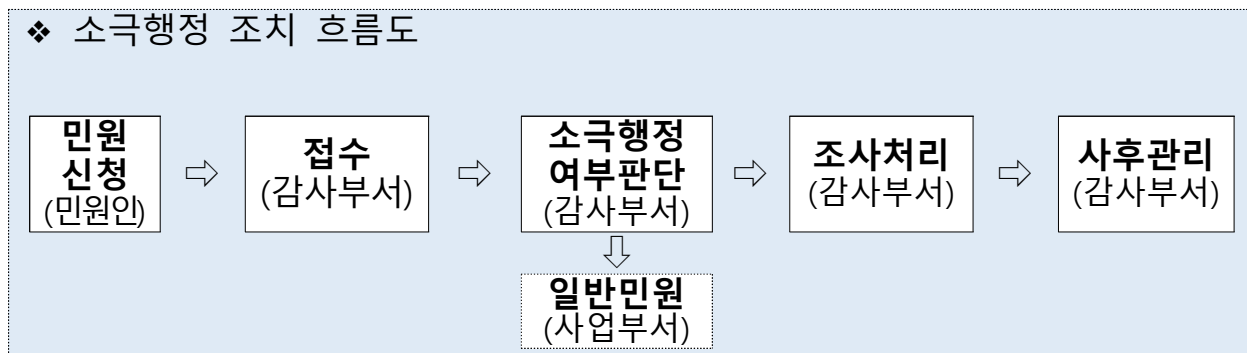 ❖ 소극행정 조치 흐름도
민원
신청
(민원인)
⇨
접수
(감사부서)
⇨
소극행정
여부판단
(감사부서)
⇨
조사처리
(감사부서)
⇨
사후관리
(감사부서)
⇩
일반민원
(사업부서)